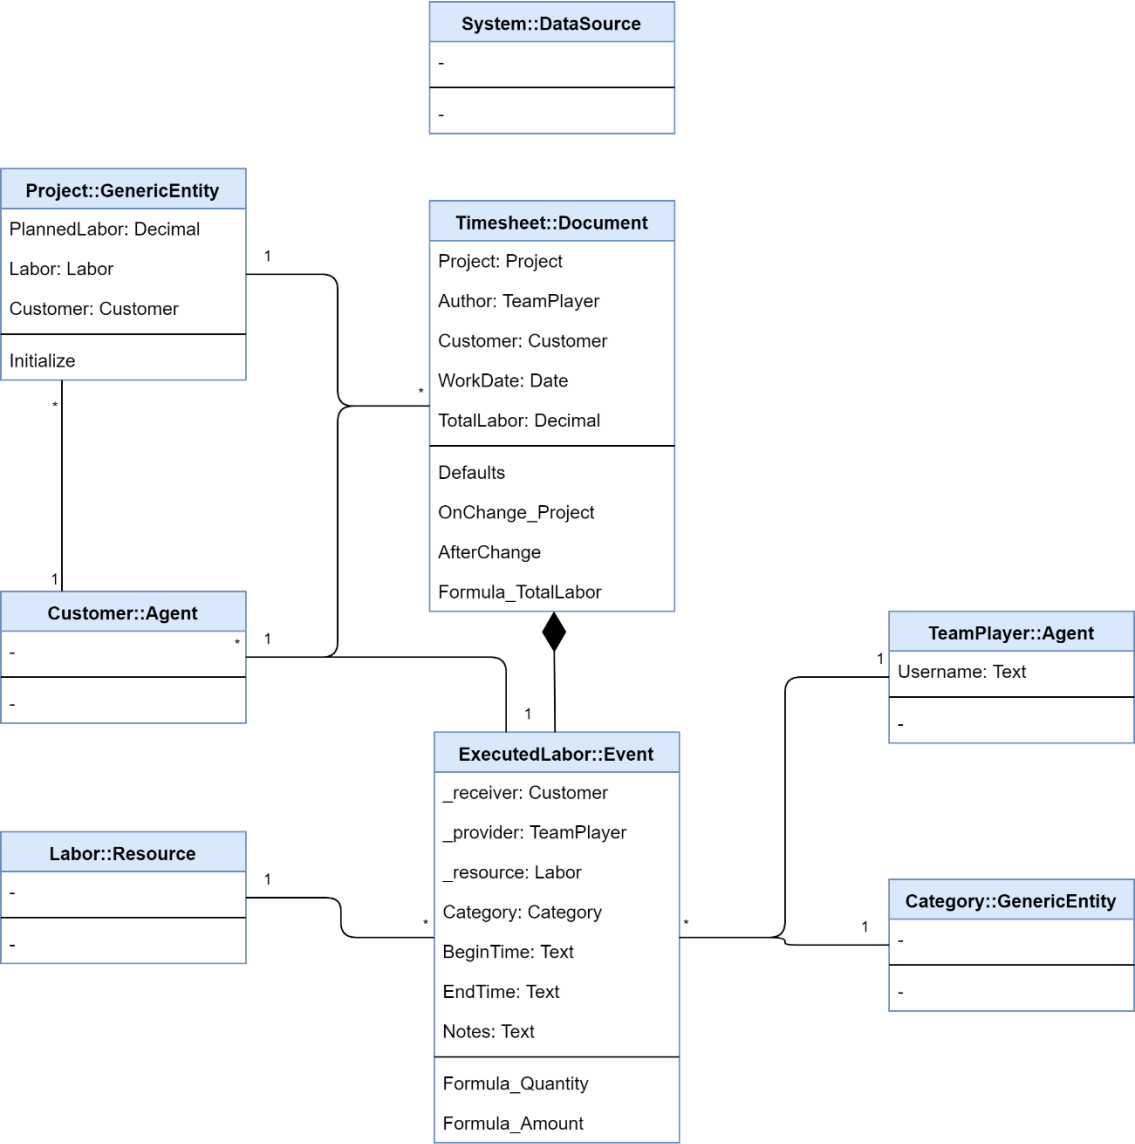 System::DataSource
-
-
Project::GenericEntity
PlannedLabor: Decimal
Labor: Labor
Customer: Customer
Initialize
1
*
1
Timesheet::Document
Project: Project
Author: TeamPlayer
Customer: Customer
WorkDate: Date
TotalLabor: Decimal
Defaults
OnChange_Project
AfterChange
Formula_TotalLabor
*
Customer::Agent
-
*
-
1
1
TeamPlayer::Agent
Username: Text
-
1
ExecutedLabor::Event
_receiver: Customer
_provider: TeamPlayer
_resource: Labor
Category: Category
BeginTime: Text
EndTime: Text
Notes: Text
Formula_Quantity
Formula_Amount
Labor::Resource
-
-
1
*
*
Category::GenericEntity
-
-
1